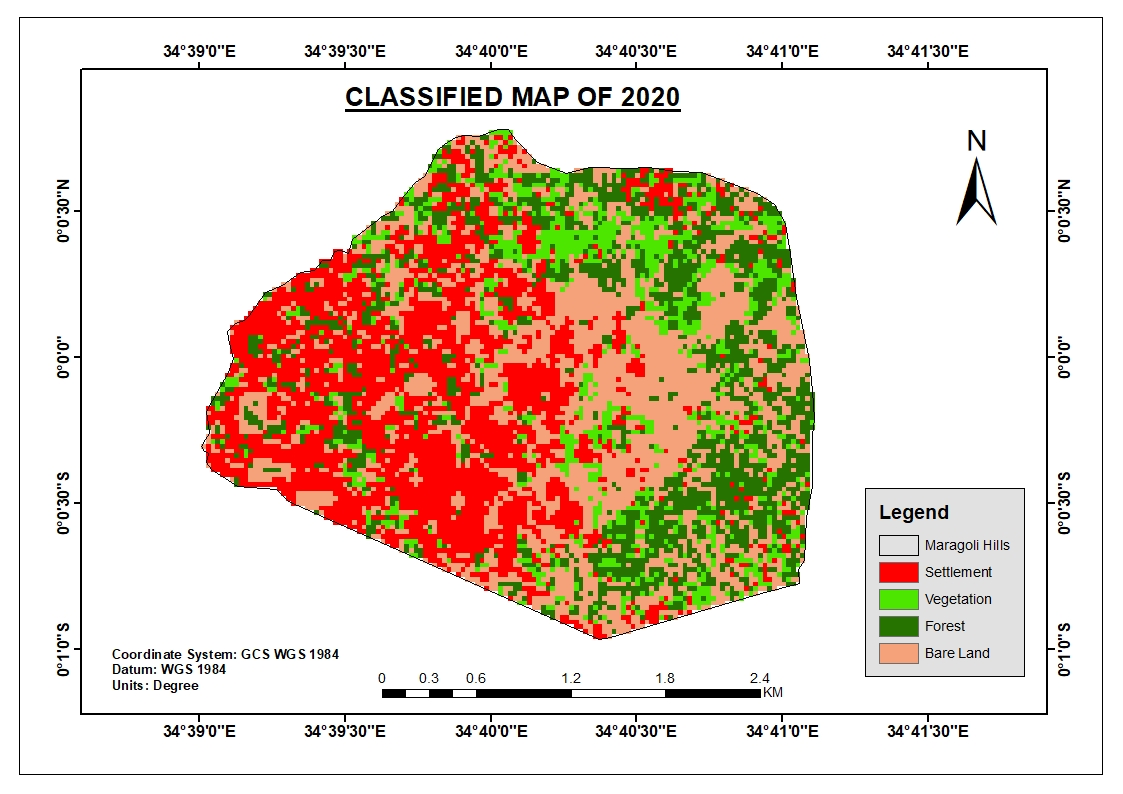 34°39'0"E 34°39'30"E 34°40'0"E 34°40'30"E 34°41'0"E 34°41'30"E
CLASSIFIED MAP OF 2020
N
0°0'30"N 0°0'30"N
0°0'0" 0°0'0"
0°0'30"S 0°0'30"S
Legend
Maragoli Hills
Settlement
Vegetation
Forest
Bare Land
0°1'0"S 0°1'0"S
Coordinate System: GCS WGS 1984
Datum: WGS 1984
Units: Degree
0 0.3 0.6 1.2 1.8 2.4
KM
34°39'0"E 34°39'30"E 34°40'0"E 34°40'30"E 34°41'0"E 34°41'30"E